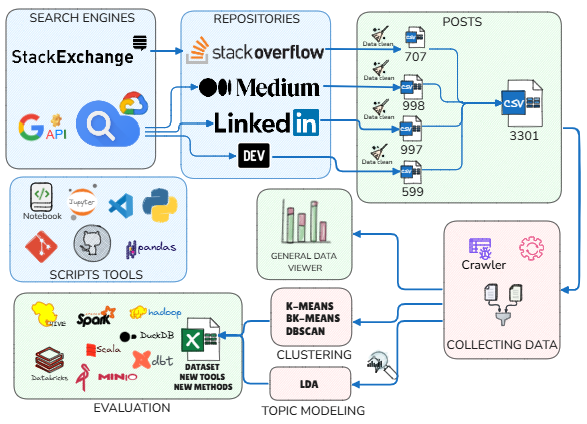 SEARCH ENGINES
StackExchange
G API
REPOSITORIES
stackoverflow
Medium
LinkedIn
DEV
POSTS
Data clean
CSV
707
Data clean
CSV
998
Data clean
CSV
997
Data clean
CSV
599
CSV
3301
Notebook
Jupyter
pandas
SCRIPTS TOOLS
GENERAL DATA
VIEWER
Crawler
COLLECTING DATA
K-MEANS
BK-MEANS
DBSCAN
CLUSTERING
LDA
TOPIC MODELING
HIVE
Spark
hadoop
DuckDB
Scala
dbt
Databricks
MINIO
X
DATASET
NEW TOOLS
NEW METHODS
EVALUATION